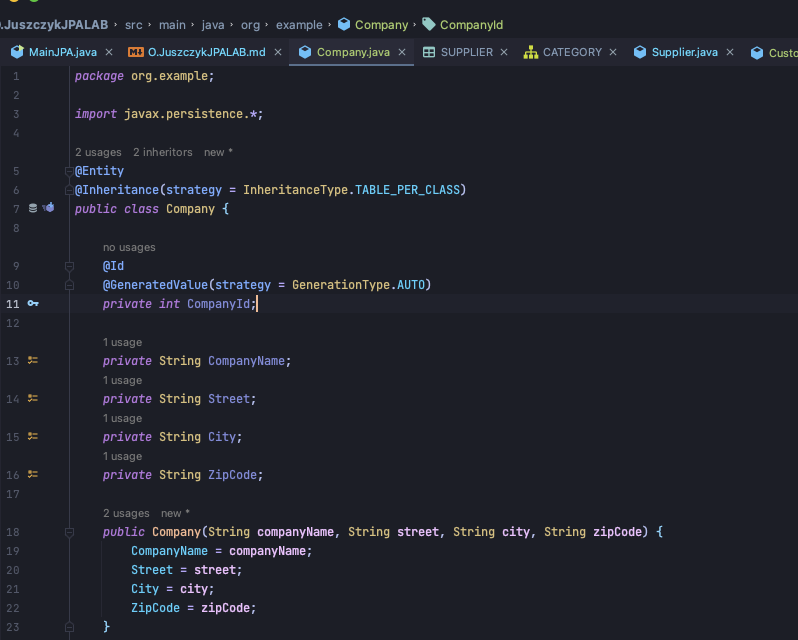 O.JuszczykJPALAB › src › main › java › org › example › Company › CompanyId
MainJPA.java × O.JuszczykJPALAB.md × Company.java × SUPPLIER × CATEGORY × Supplier.java × Custo
1 package org.example;
2
3 import javax.persistence.*;
4
2 usages 2 inheritors new *
5 @Entity
6 @Inheritance(strategy = InheritanceType.TABLE_PER_CLASS)
7 public class Company {
8
no usages
9 @Id
10 @GeneratedValue(strategy = GenerationType.AUTO)
11 private int CompanyId;
12
1 usage
13 private String CompanyName;
1 usage
14 private String Street;
1 usage
15 private String City;
1 usage
16 private String ZipCode;
17
2 usages new *
18 public Company(String companyName, String street, String city, String zipCode) {
19 CompanyName = companyName;
20 Street = street;
21 City = city;
22 ZipCode = zipCode;
23 }